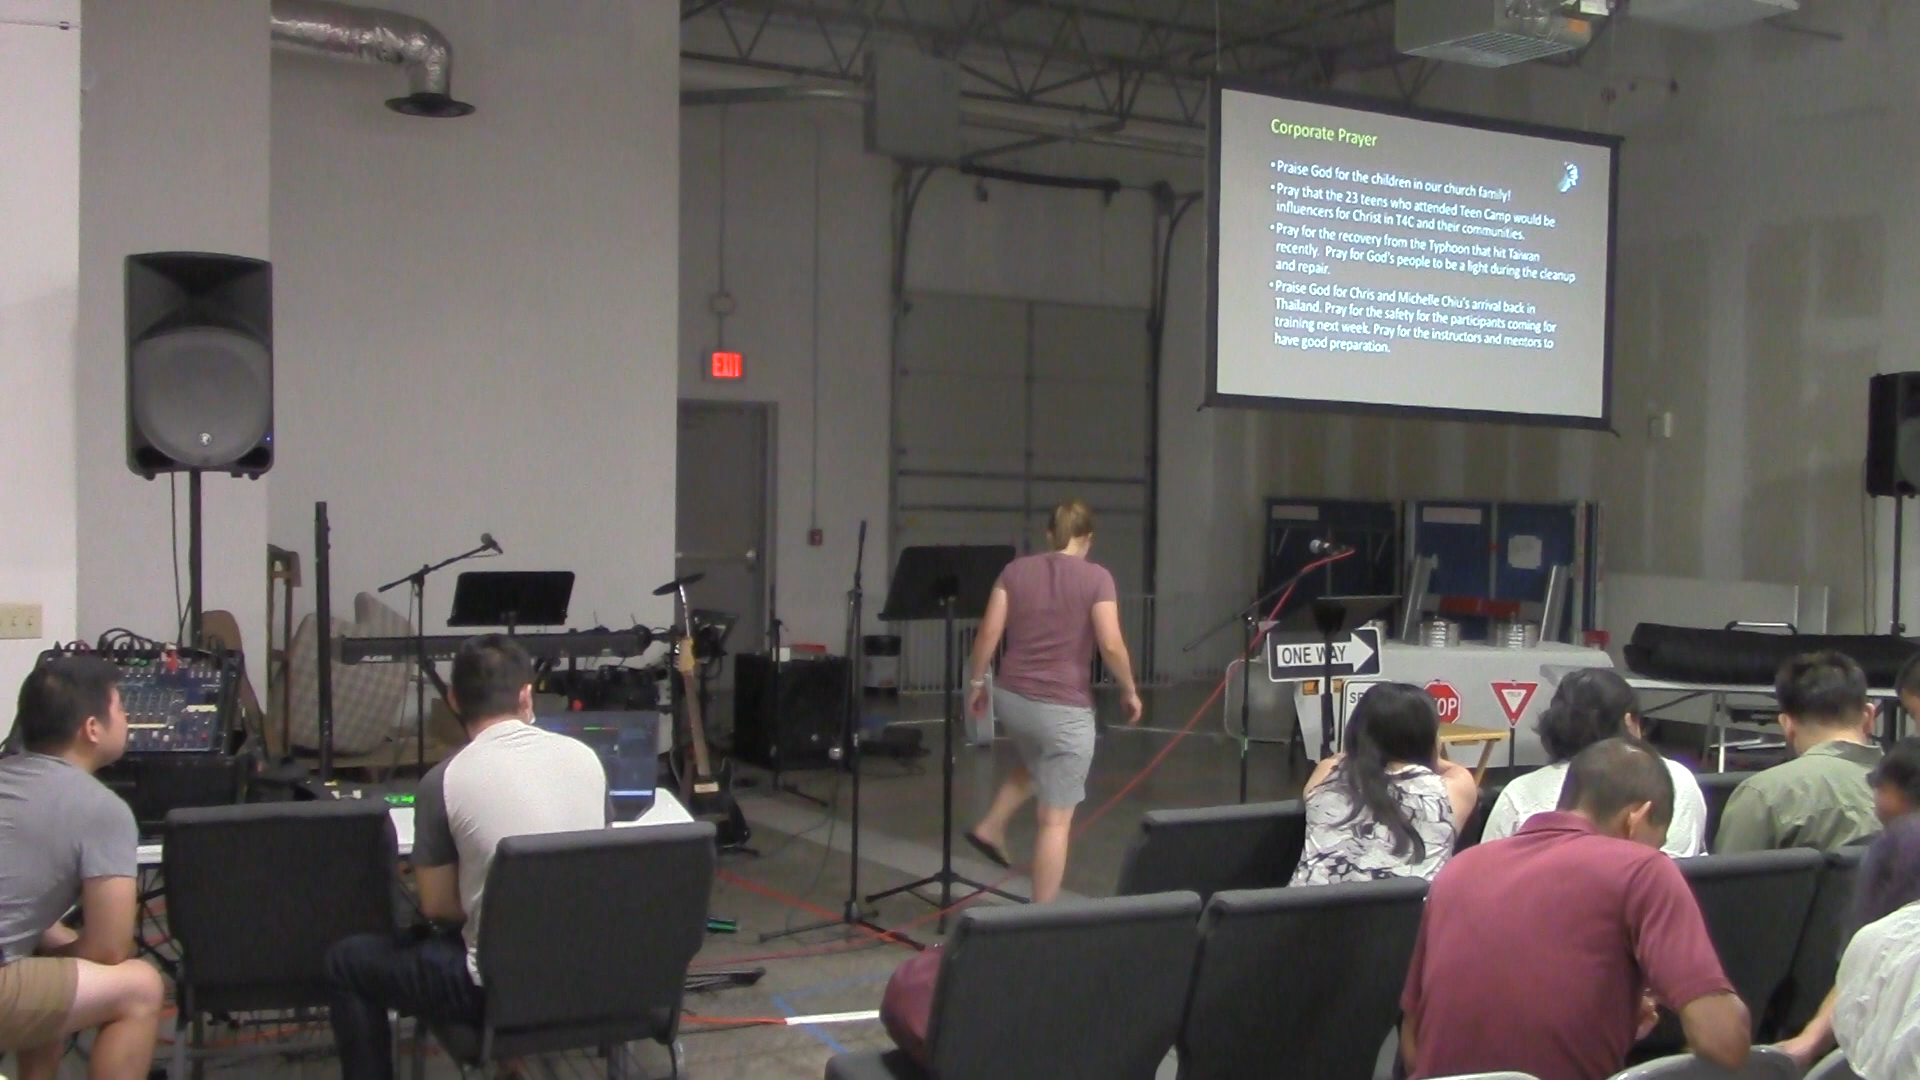 Corporate Prayer
•Praise God for the children in our church family!
•Pray that the 23 teens who attended Teen Camp would be
influencers for Christ in T4C and their communities.
•Pray for the recovery from the Typhoon that hit Taiwan
recently. Pray for God's people to be a light during the cleanup
and repair.
•Praise God for Chris and Michelle Chiu's arrival back in
Thailand. Pray for the safety for the participants coming for
training next week. Pray for the instructors and mentors to
have good preparation.
EXIT
ONE WAY
OP